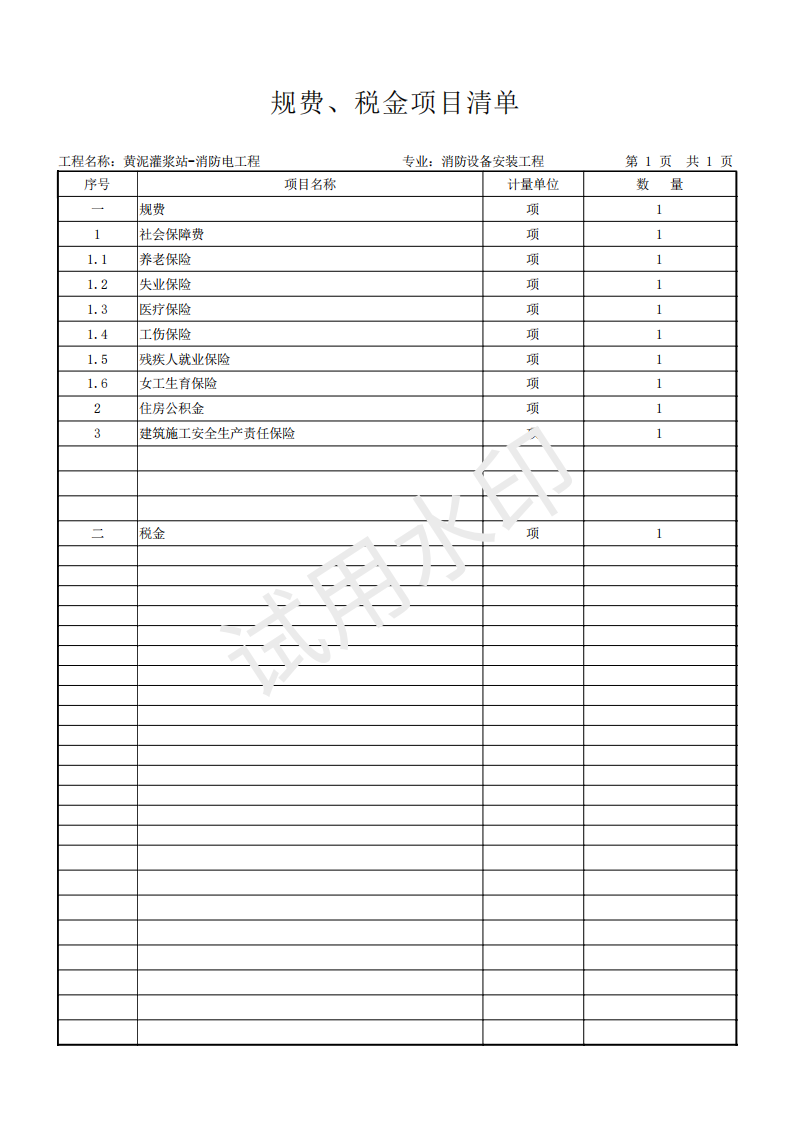 规费、税金项目清单
工程名称：黄泥灌浆站-消防电工程 专业：消防设备安装工程 第 1 页 共 1 页
序号 项目名称 计量单位 数 量
一 规费 项 1
1 社会保障费 项 1
1.1 养老保险 项 1
1.2 失业保险 项 1
1.3 医疗保险 项 1
1.4 工伤保险 项 1
1.5 残疾人就业保险 项 1
1.6 女工生育保险 项 1
2 住房公积金 项 1
3 建筑施工安全生产责任保险 项 1
二 税金 项 1
试用水印